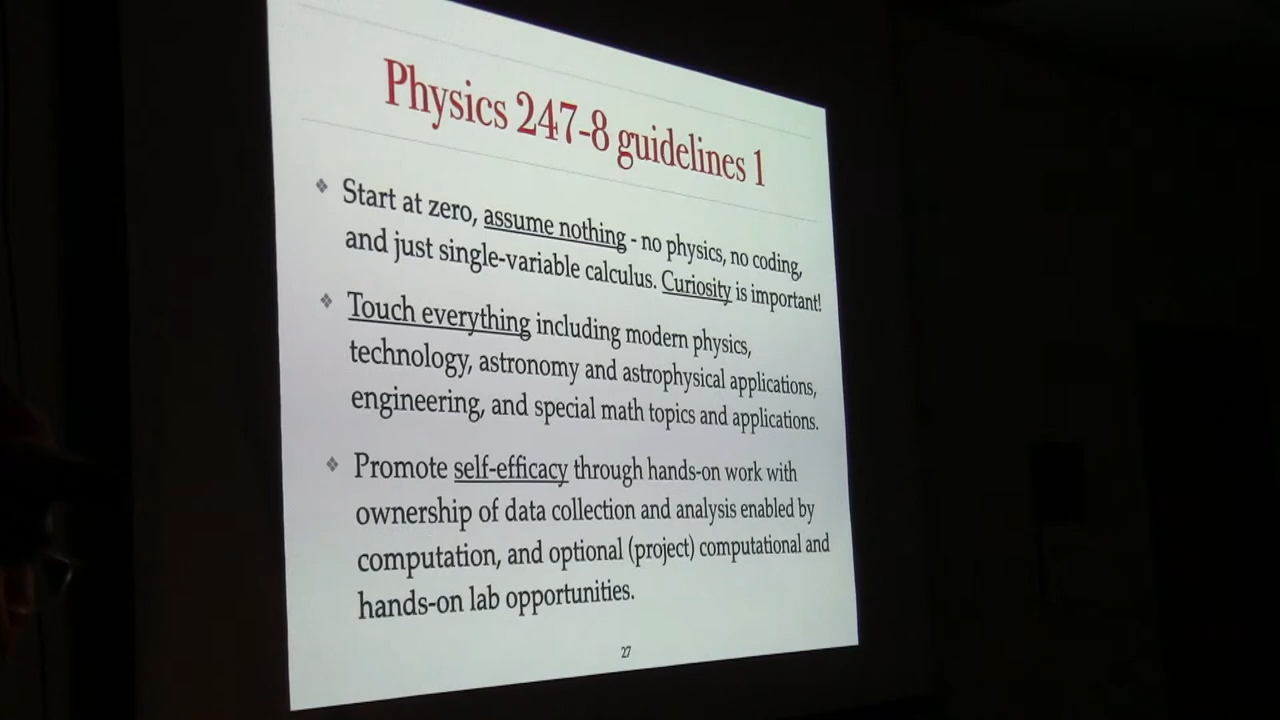 Physics 247-8 guidelines 1
❖ Start at zero, assume nothing - no physics, no coding,
and just single-variable calculus. Curiosity is important!
❖ Touch everything including modern physics,
technology, astronomy and astrophysical applications,
engineering, and special math topics and applications.
❖ Promote self-efficacy through hands-on work with
ownership of data collection and analysis enabled by
computation, and optional (project) computational and
hands-on lab opportunities.
27